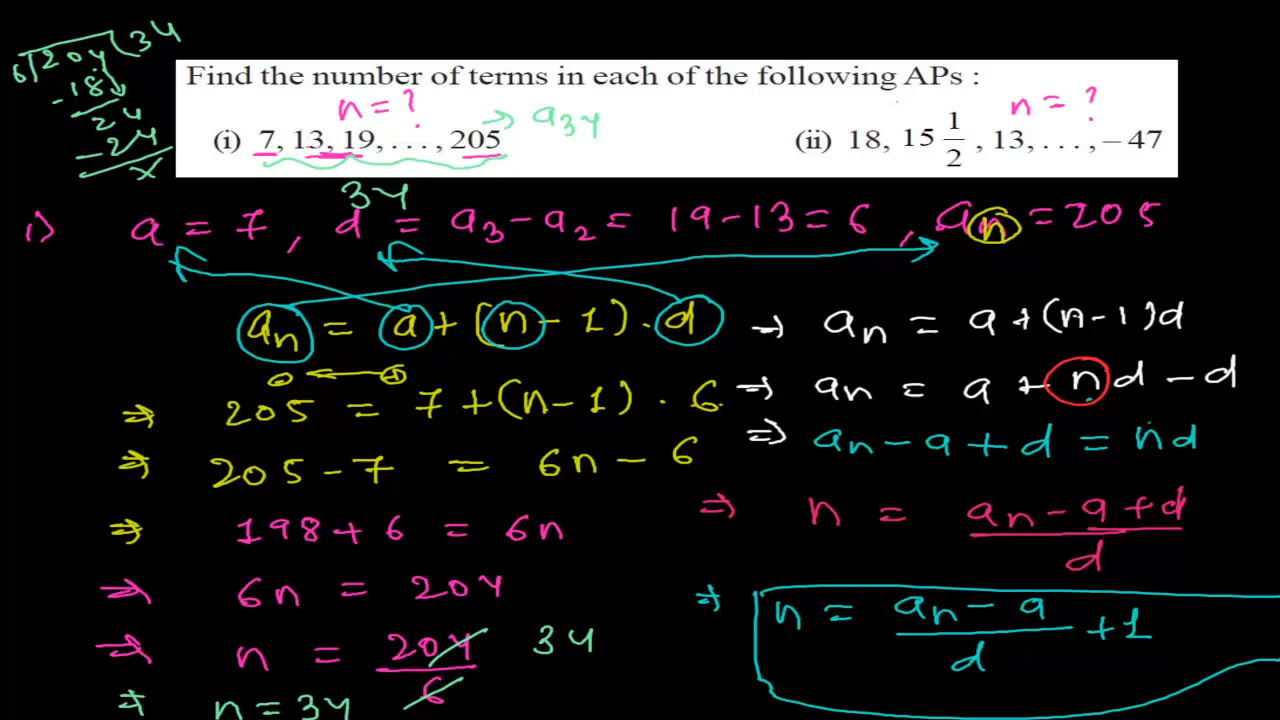 Find the number of terms in each of the following APs :
n = ? n = ?
(i) 7, 13, 19, . . . , 205 → a34 (ii) 18, 15 1/2 , 13, . . . , – 47
6 ) 204 ( 34
- 18
24
- 24
x
34
i) a = 7 , d = a3 - a2 = 19 - 13 = 6 , an = 205
an = a + (n - 1) . d
⇒ 205 = 7 + (n - 1) . 6
⇒ 205 - 7 = 6n - 6
⇒ 198 + 6 = 6n
⇒ 6n = 204
⇒ n = 204/6 34
⇒ n = 34
→ an = a + (n - 1)d
⇒ an = a + nd - d
⇒ an - a + d = nd
⇒ n = (an - a + d)/d
⇒ n = (an - a)/d + 1